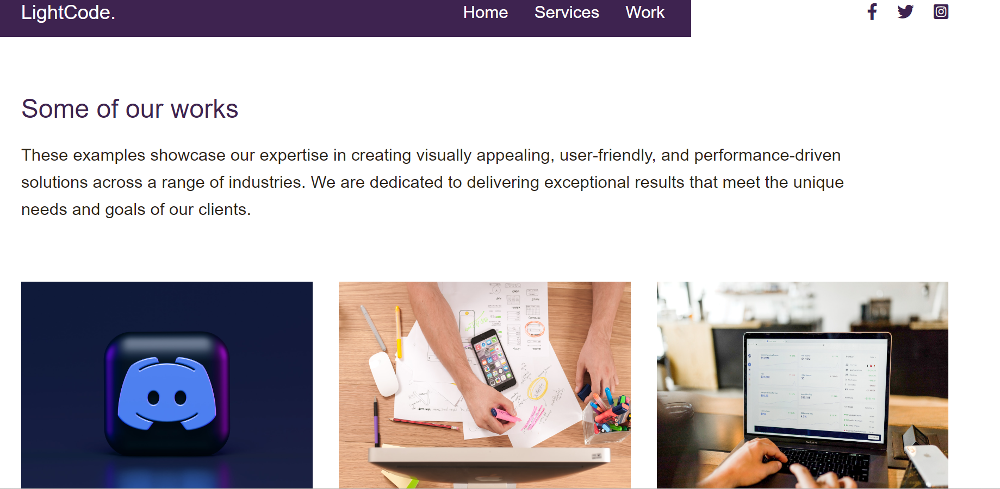 LightCode.
Home Services Work
Some of our works
These examples showcase our expertise in creating visually appealing, user-friendly, and performance-driven
solutions across a range of industries. We are dedicated to delivering exceptional results that meet the unique
needs and goals of our clients.